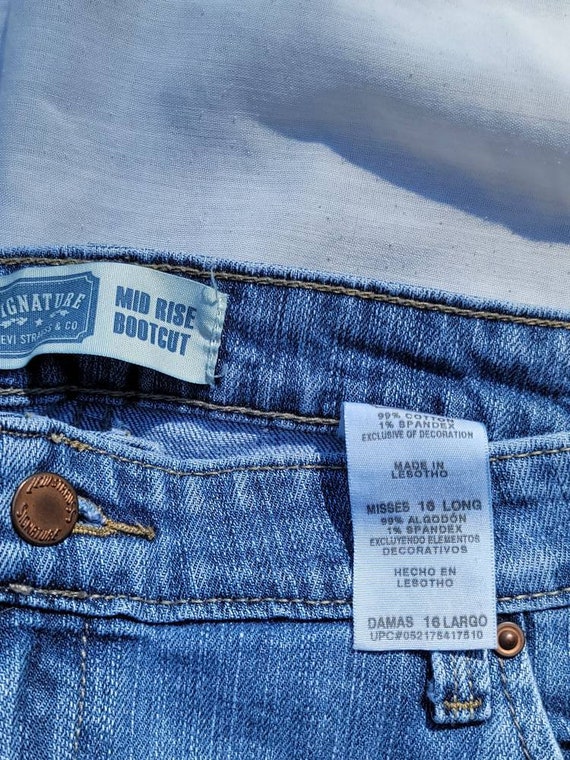 SIGNATURE
LEVI STRAUSS & CO
MID RISE
BOOTCUT
99% COTTON
1% SPANDEX
EXCLUSIVE OF DECORATION
MADE IN
LESOTHO
MISSES 16 LONG
99% ALGODÓN
1% SPANDEX
EXCLUYENDO ELEMENTOS
DECORATIVOS
HECHO EN
LESOTHO
DAMAS 16 LARGO
UPC#052175417510
SIGNATURE